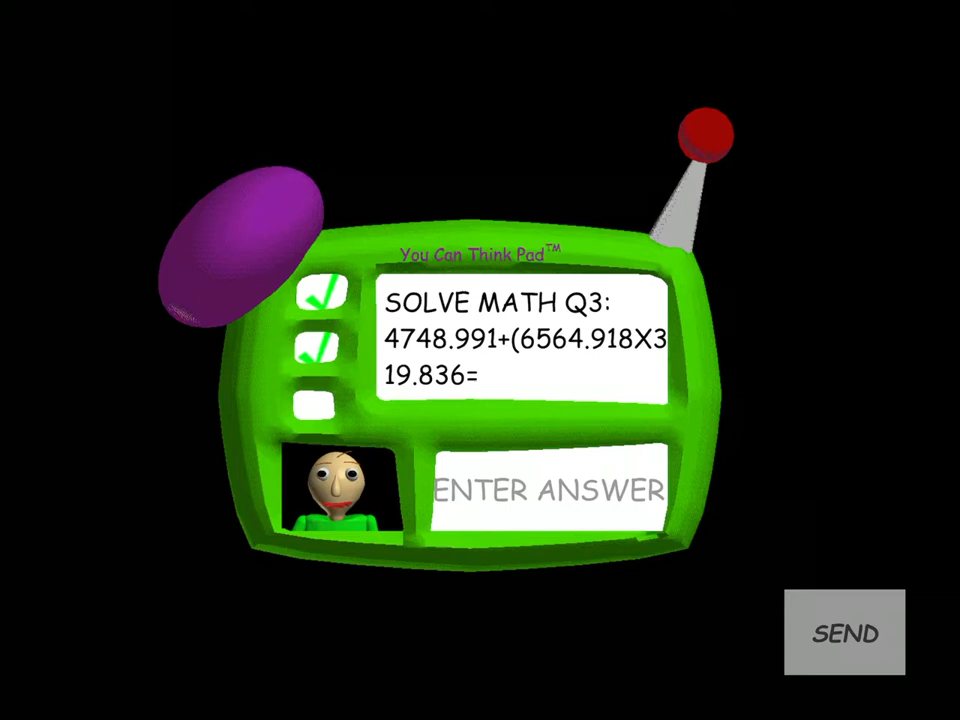 You Can Think Pad™
SOLVE MATH Q3:
4748.991+(6564.918X3
19.836=
ENTER ANSWER
SEND